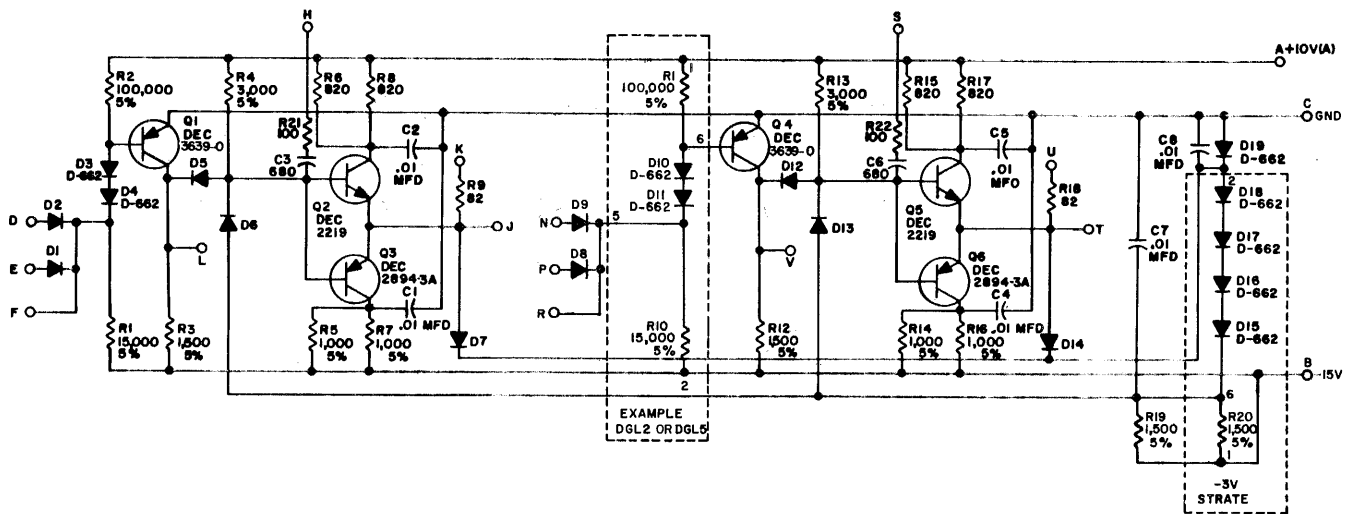 H
S
A+10V(A)
R2
100,000
5%
R4
3,000
5%
R6
820
R8
820
R1
100,000
5%
1
R13
3,000
5%
R15
820
R17
820
C
GND
Q1
DEC
3639-0
R21
100
C2
.01
MFD
K
6
Q4
DEC
3639-0
R22
100
C5
.01
MFD
U
C8
.01
MFD
D19
D-662
2
D3
D-662
D4
D-662
D5
C3
680
R9
82
D10
D-662
D11
D-662
D12
C6
680
R18
82
D18
D-662
D
D2
D6
Q2
DEC
2219
J
N
D9
5
D13
Q5
DEC
2219
T
C7
.01
MFD
D17
D-662
E
D1
L
Q3
DEC
2894-3A
P
D8
V
Q6
DEC
2894-3A
D16
D-662
F
C1
.01 MFD
R
C4
.01 MFD
R1
15,000
5%
R3
1,500
5%
R5
1,000
5%
R7
1,000
5%
D7
R10
15,000
5%
R12
1,500
5%
R14
1,000
5%
R16
1,000
5%
D14
D15
D-662
2
B
-15V
6
EXAMPLE
DGL2 OR DGL5
R19
1,500
5%
R20
1,500
5%
1
-3V
STRATE